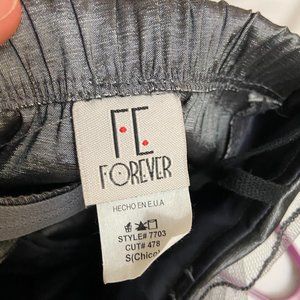 FE
FOREVER
HECHO EN E.U.A
STYLE# 7703
CUT# 478
S(Chico)